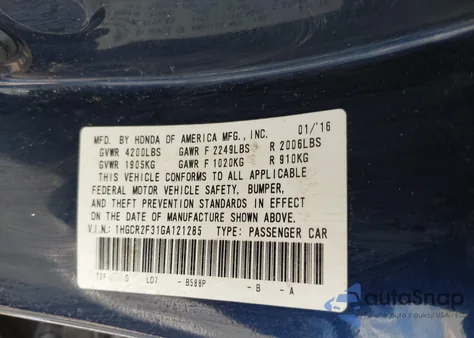 MFD. BY HONDA OF AMERICA MFG., INC. 01/'16
GVWR 4200LBS GAWR F 2249LBS R 2006LBS
GVWR 1905KG GAWR F 1020KG R 910KG
THIS VEHICLE CONFORMS TO ALL APPLICABLE
FEDERAL MOTOR VEHICLE SAFETY, BUMPER,
AND THEFT PREVENTION STANDARDS IN EFFECT
ON THE DATE OF MANUFACTURE SHOWN ABOVE.
V.I.N.: 1HGCR2F31GA121285 TYPE: PASSENGER CAR
LD7 - B588P - B - A
autoSnap